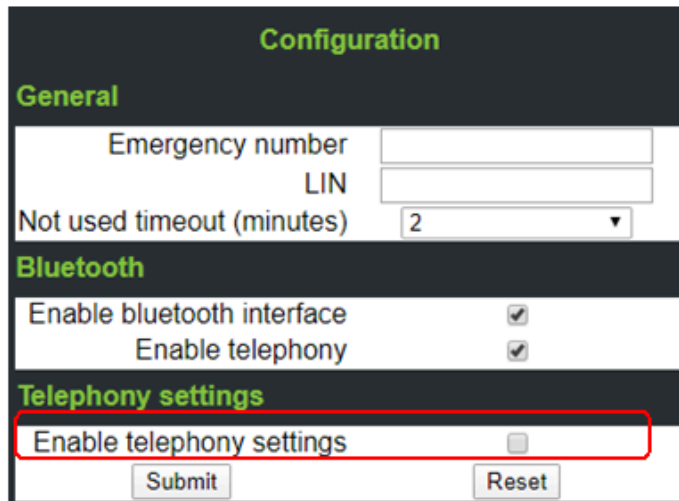 Configuration
General
Emergency number
LIN
Not used timeout (minutes) 2
Bluetooth
Enable bluetooth interface
Enable telephony
Telephony settings
Enable telephony settings
Submit Reset